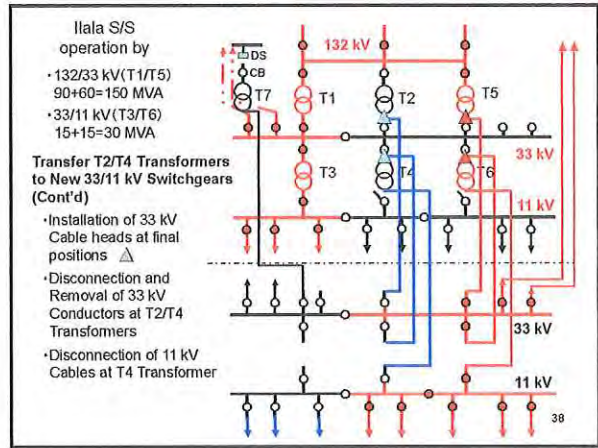 Ilala S/S
operation by
•132/33 kV(T1/T5)
90+60=150 MVA
•33/11 kV(T3/T6)
15+15=30 MVA
Transfer T2/T4 Transformers
to New 33/11 kV Switchgears
(Cont'd)
•Installation of 33 kV
Cable heads at final
positions
•Disconnection and
Removal of 33 kV
Conductors at T2/T4
Transformers
•Disconnection of 11 kV
Cables at T4 Transformer
132 kV
DS
CB
T7
T1
T2
T5
33 kV
T3
T4
T6
11 kV
33 kV
11 kV
38